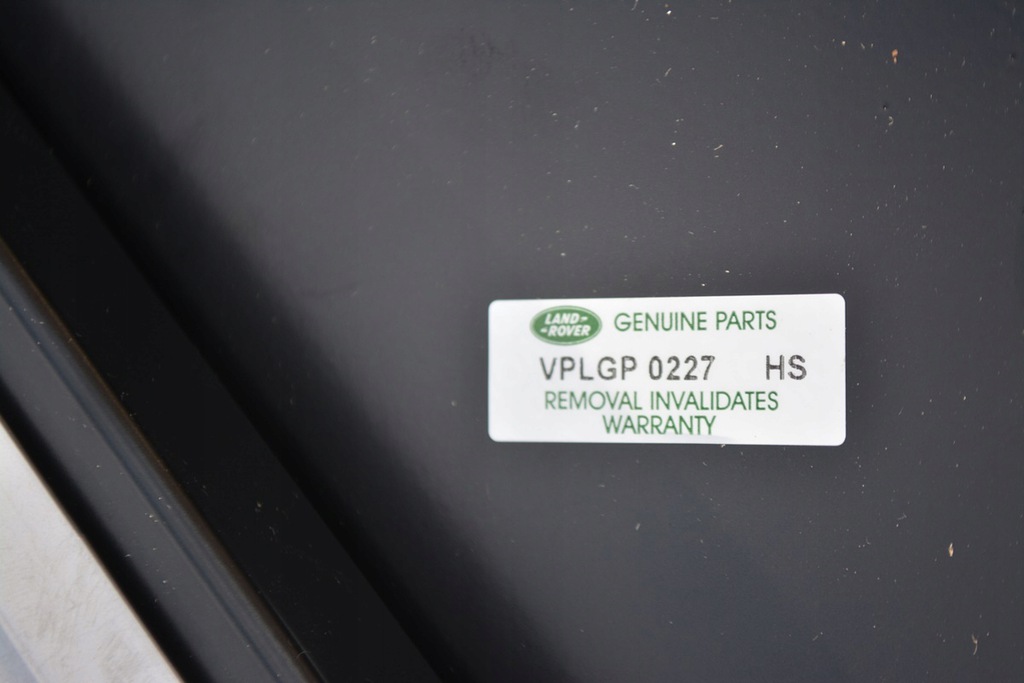 LAND-
-ROVER
GENUINE PARTS
VPLGP 0227 HS
REMOVAL INVALIDATES
WARRANTY